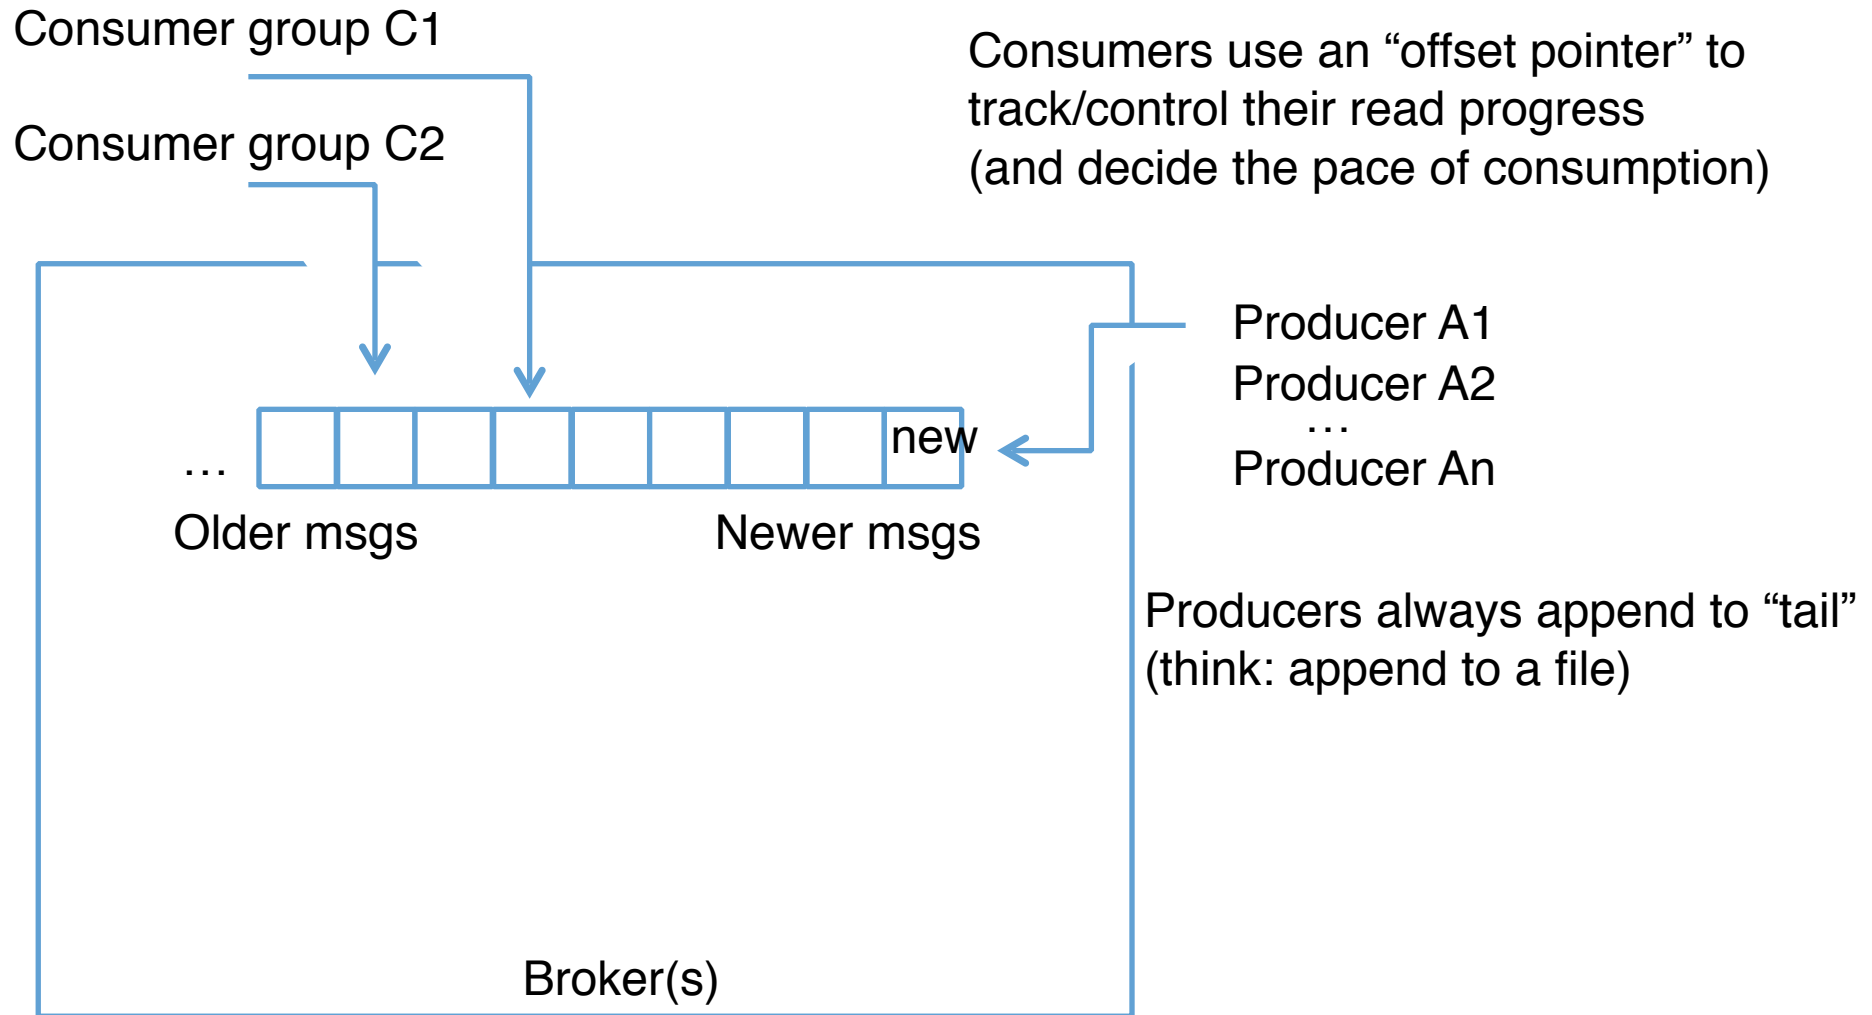 Consumer group C1
Consumer group C2
Consumers use an “offset pointer” to
track/control their read progress
(and decide the pace of consumption)
Producer A1
Producer A2
…
Producer An
new
…
Older msgs
Newer msgs
Producers always append to “tail”
(think: append to a file)
Broker(s)